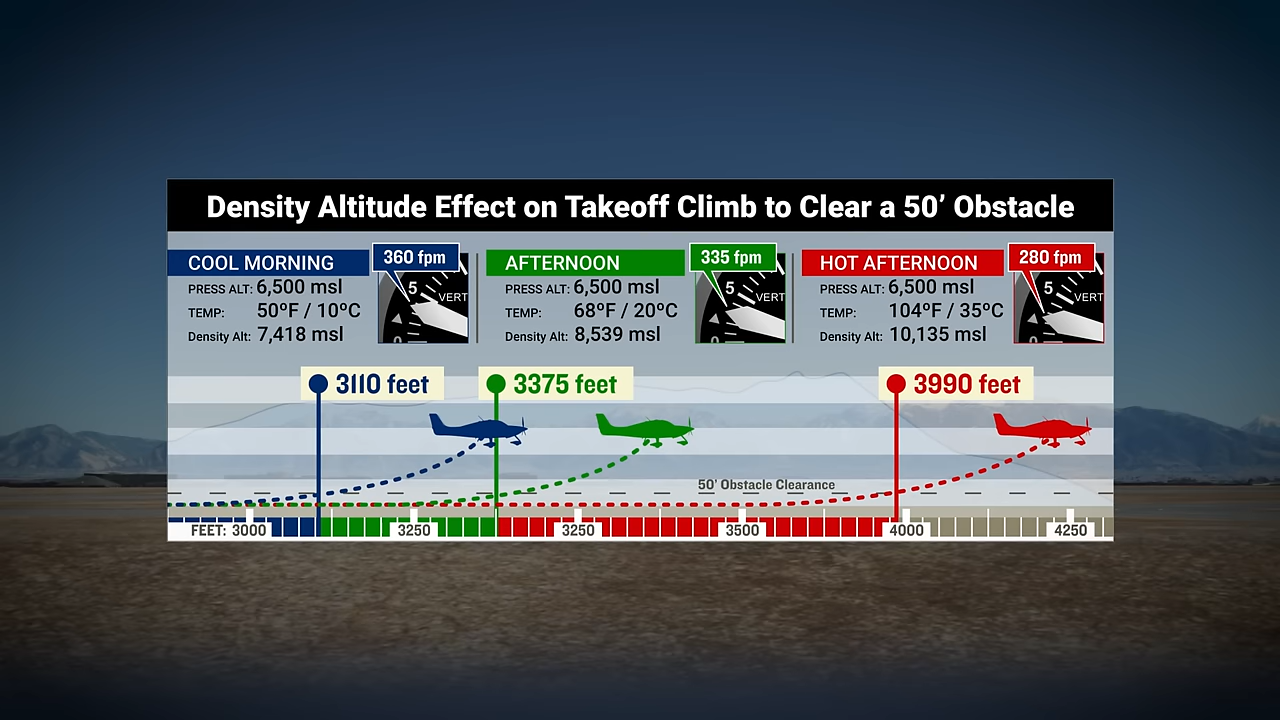 Density Altitude Effect on Takeoff Climb to Clear a 50’ Obstacle
COOL MORNING
360 fpm
PRESS ALT: 6,500 msl
TEMP: 50ºF / 10ºC
Density Alt: 7,418 msl
5
VERT
0
AFTERNOON
335 fpm
PRESS ALT: 6,500 msl
TEMP: 68ºF / 20ºC
Density Alt: 8,539 msl
5
VERT
0
HOT AFTERNOON
280 fpm
PRESS ALT: 6,500 msl
TEMP: 104ºF / 35ºC
Density Alt: 10,135 msl
5
VERT
0
3110 feet
3375 feet
3990 feet
50' Obstacle Clearance
FEET: 3000 3250 3250 3500 4000 4250